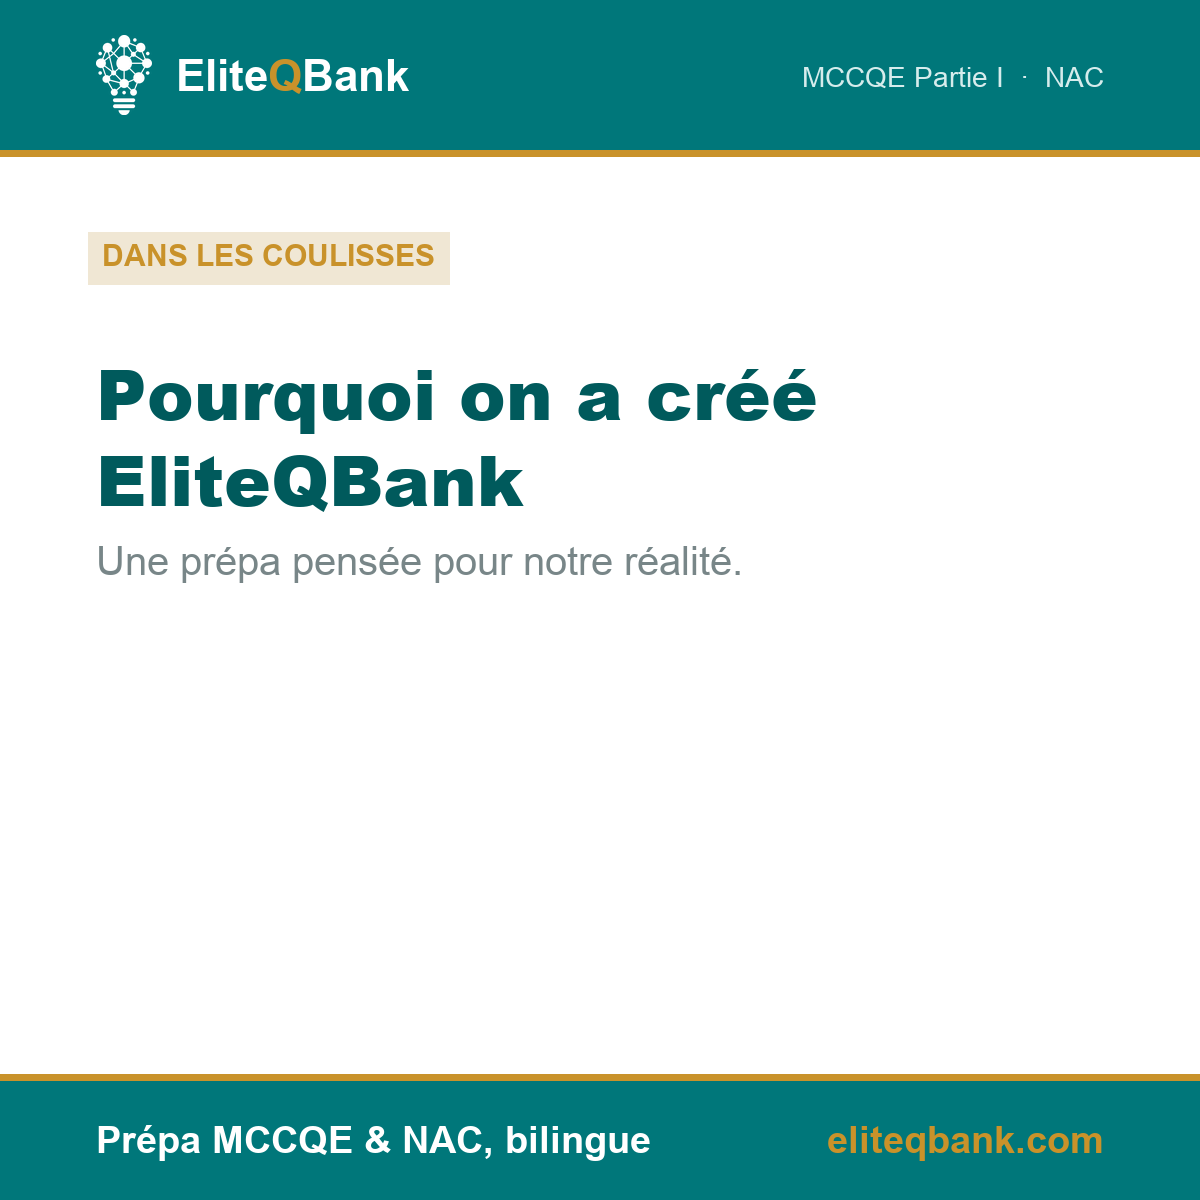 EliteQBank
MCCQE Partie I · NAC
DANS LES COULISSES
Pourquoi on a créé
EliteQBank
Une prépa pensée pour notre réalité.
Prépa MCCQE & NAC, bilingue
eliteqbank.com